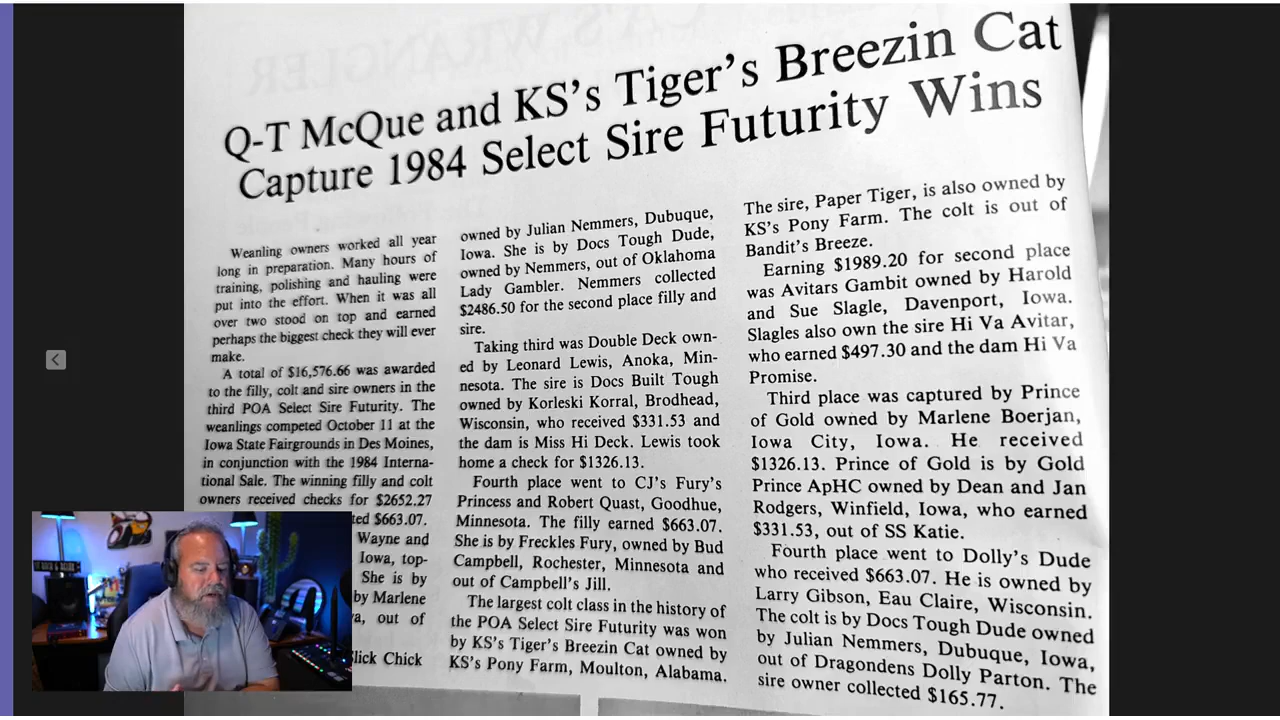 Q-T McQue and KS's Tiger's Breezin Cat
Capture 1984 Select Sire Futurity Wins
Weanling owners worked all year
long in preparation. Many hours of
training, polishing and hauling were
put into the effort. When it was all
over two stood on top and earned
perhaps the biggest check they will ever
make.
A total of $16,576.66 was awarded
to the filly, colt and sire owners in the
third POA Select Sire Futurity. The
weanlings competed October 11 at the
Iowa State Fairgrounds in Des Moines,
in conjunction with the 1984 Interna-
tional Sale. The winning filly and colt
owners received checks for $2652.27
ted $663.07.
Wayne and
Iowa, top-
She is by
by Marlene
out of
Slick Chick
owned by Julian Nemmers, Dubuque,
Iowa. She is by Docs Tough Dude,
owned by Nemmers, out of Oklahoma
Lady Gambler. Nemmers collected
$2486.50 for the second place filly and
sire.
Taking third was Double Deck own-
ed by Leonard Lewis, Anoka, Min-
nesota. The sire is Docs Built Tough
owned by Korleski Korral, Brodhead,
Wisconsin, who received $331.53 and
the dam is Miss Hi Deck. Lewis took
home a check for $1326.13.
Fourth place went to CJ's Fury's
Princess and Robert Quast, Goodhue,
Minnesota. The filly earned $663.07.
She is by Freckles Fury, owned by Bud
Campbell, Rochester, Minnesota and
out of Campbell's Jill.
The largest colt class in the history of
the POA Select Sire Futurity was won
by KS's Tiger's Breezin Cat owned by
KS's Pony Farm, Moulton, Alabama.
The sire, Paper Tiger, is also owned by
KS's Pony Farm. The colt is out of
Bandit's Breeze.
Earning $1989.20 for second place
was Avitars Gambit owned by Harold
and Sue Slagle, Davenport, Iowa.
Slagles also own the sire Hi Va Avitar,
who earned $497.30 and the dam Hi Va
Promise.
Third place was captured by Prince
of Gold owned by Marlene Boerjan,
Iowa City, Iowa. He received
$1326.13. Prince of Gold is by Gold
Prince ApHC owned by Dean and Jan
Rodgers, Winfield, Iowa, who earned
$331.53, out of SS Katie.
Fourth place went to Dolly's Dude
who received $663.07. He is owned by
Larry Gibson, Eau Claire, Wisconsin.
The colt is by Docs Tough Dude owned
by Julian Nemmers, Dubuque, Iowa,
out of Dragondens Dolly Parton. The
sire owner collected $165.77.